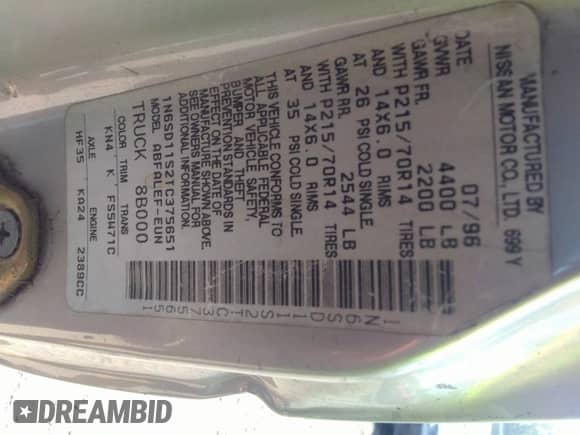 MANUFACTURED BY
NISSAN MOTOR CO., LTD. 699Y
DATE 07/96
GVWR 4400 LB
GAWR FR. 2200 LB
WITH P215/70R14 TIRES
AND 14X6.0 RIMS
AT 26 PSI COLD SINGLE.
GAWR RR. 2544 LB
WITH P215/70R14 TIRES
AND 14X6.0 RIMS
AT 35 PSI COLD SINGLE.
THIS VEHICLE CONFORMS TO
ALL APPLICABLE FEDERAL
MOTOR VEHICLE SAFETY,
BUMPER, AND THEFT
PREVENTION STANDARDS IN
EFFECT ON THE DATE OF
MANUFACTURE SHOWN ABOVE.
SEE OWNERS MANUAL FOR
ADDITIONAL INFORMATION.
1N6SD11S2TC375651
MODEL ABFALEF-EUN
TRUCK 8B000
COLOR TRIM TRANS
KN4 K FS5W71C
AXLE ENGINE
HF35 KA24 2389CC
1N6SD11S2TC375651
DREAMBID